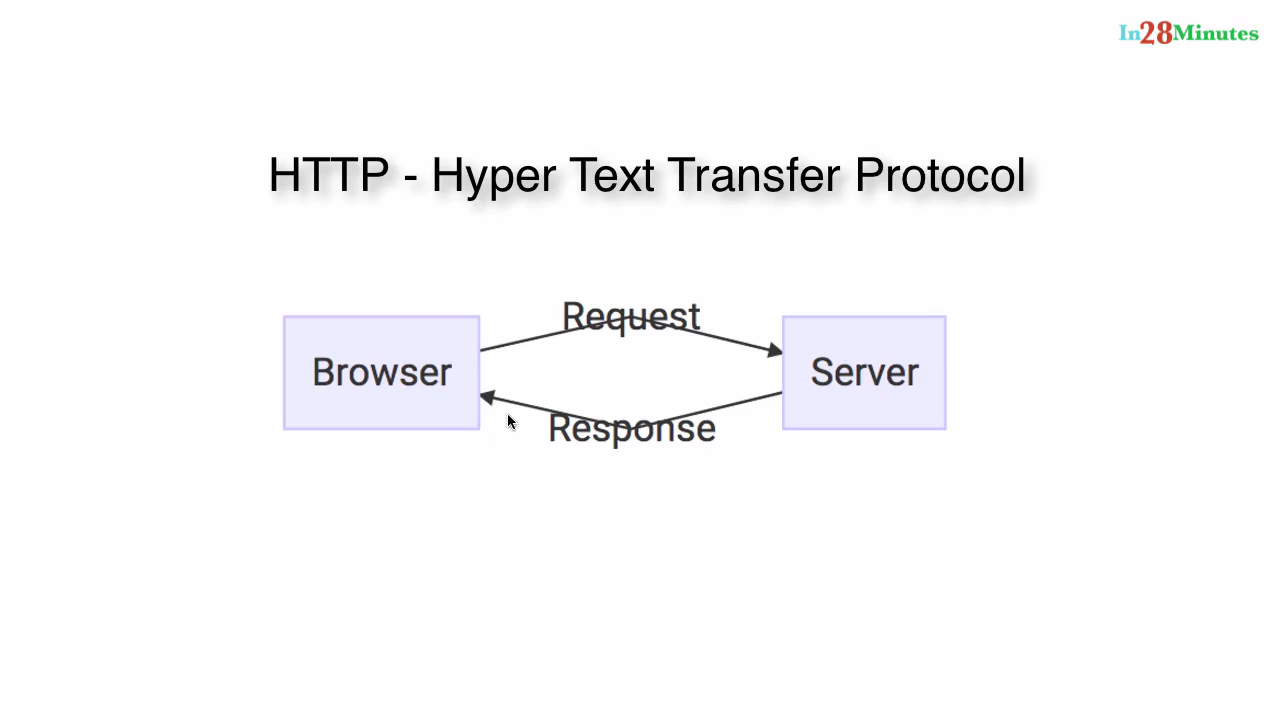 In28Minutes
HTTP - Hyper Text Transfer Protocol
Request
Browser
Server
Response